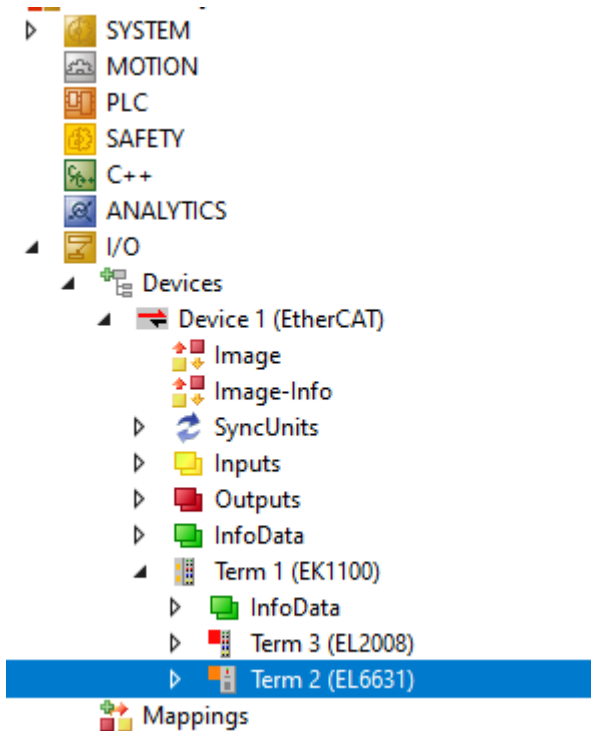 SYSTEM
MOTION
PLC
SAFETY
C++
ANALYTICS
I/O
Devices
Device 1 (EtherCAT)
Image
Image-Info
SyncUnits
Inputs
Outputs
InfoData
Term 1 (EK1100)
InfoData
Term 3 (EL2008)
Term 2 (EL6631)
Mappings